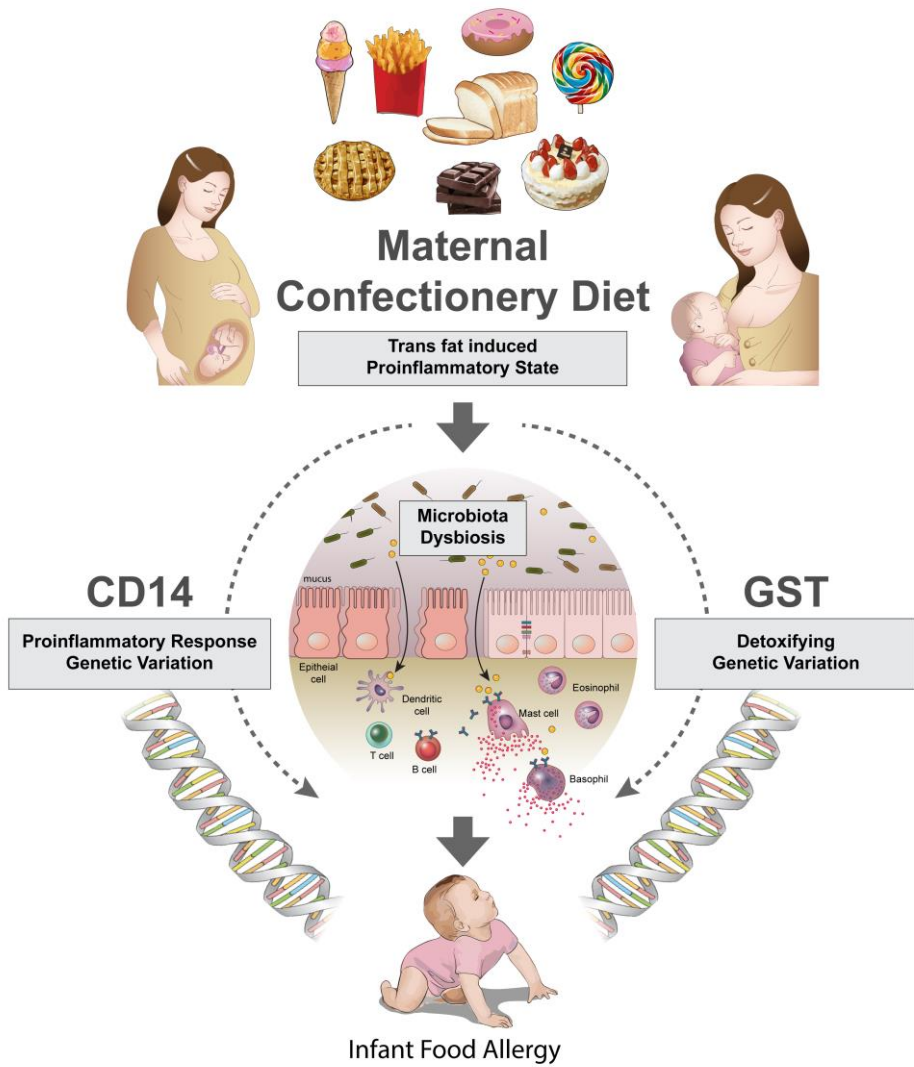 Maternal
Confectionery Diet
Trans fat induced
Proinflammatory State
Microbiota
Dysbiosis
CD14
Proinflammatory Response
Genetic Variation
GST
Detoxifying
Genetic Variation
mucus
Epitheial
cell
Dendritic
cell
T cell
B cell
Mast cell
Eosinophil
Basophil
Infant Food Allergy